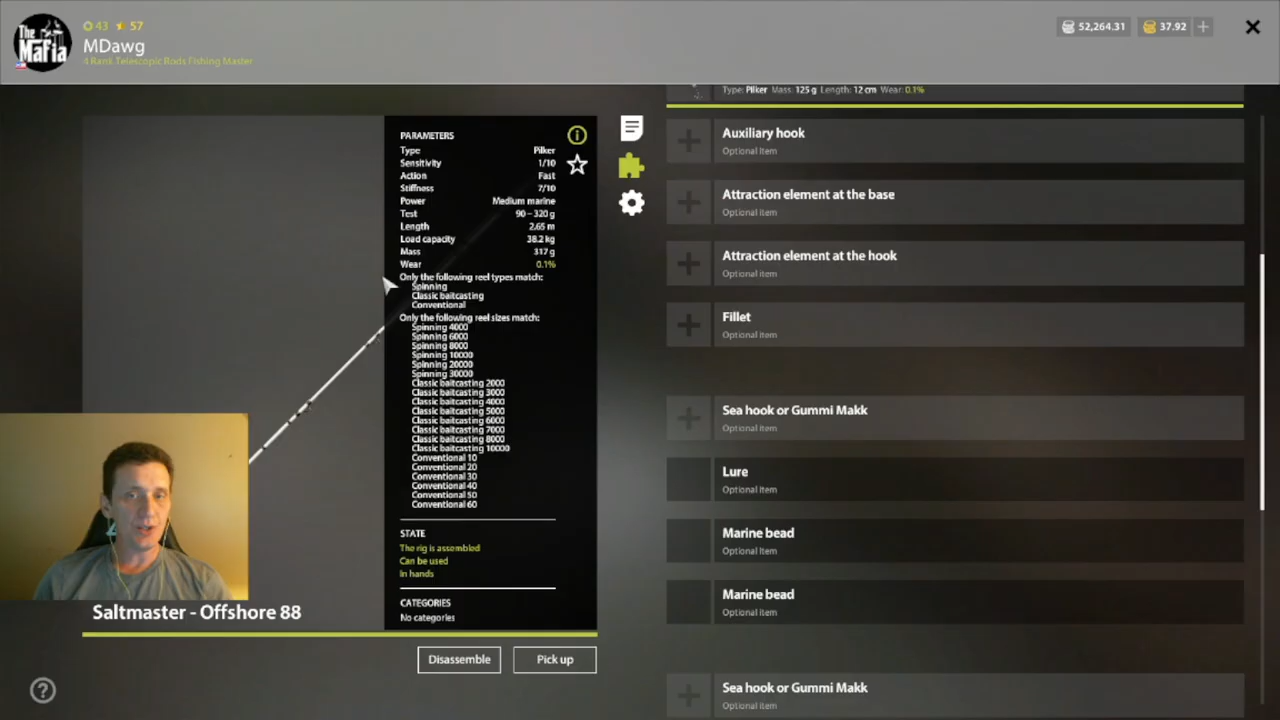 The
Mafia
43 57
MDawg
4 Rank Telescopic Rods Fishing Master
52,264.31 37.92
PARAMETERS
Type Pilker
Sensitivity 1/10
Action Fast
Stiffness 7/10
Power Medium marine
Test 90 – 320 g
Length 2,65 m
Load capacity 38.2 kg
Mass 317 g
Wear 0.1%
Only the following reel types match:
Spinning
Classic baitcasting
Conventional
Only the following reel sizes match:
Spinning 4000
Spinning 6000
Spinning 8000
Spinning 10000
Spinning 20000
Spinning 30000
Classic baitcasting 2000
Classic baitcasting 3000
Classic baitcasting 4000
Classic baitcasting 5000
Classic baitcasting 6000
Classic baitcasting 7000
Classic baitcasting 8000
Classic baitcasting 10000
Conventional 10
Conventional 20
Conventional 30
Conventional 40
Conventional 50
Conventional 60
STATE
The rig is assembled
Can be used
In hands
CATEGORIES
No categories
Saltmaster - Offshore 88
Disassemble
Pick up
Type: Pilker Mass: 125 g Length: 12 cm Wear: 0.1%
Auxiliary hook
Optional item
Attraction element at the base
Optional item
Attraction element at the hook
Optional item
Fillet
Optional item
Sea hook or Gummi Makk
Optional item
Lure
Optional item
Marine bead
Optional item
Marine bead
Optional item
Sea hook or Gummi Makk
Optional item